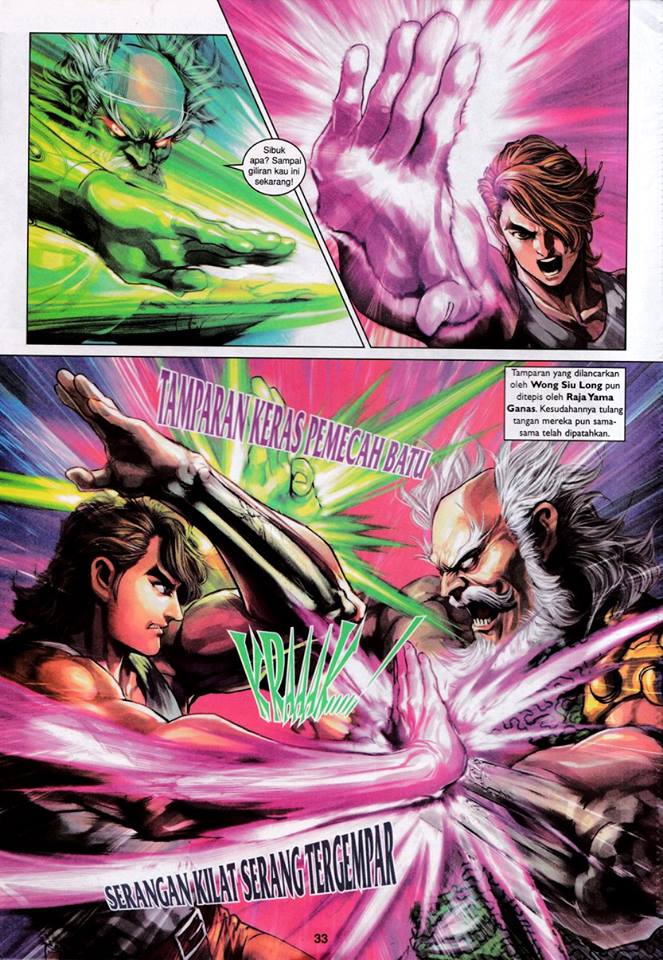 Sibuk
apa? Sampai
giliran kau ini
sekarang!
Tamparan yang dilancarkan
oleh Wong Siu Long pun
ditepis oleh Raja Yama
Ganas. Kesudahannya tulang
tangan mereka pun sama-
sama telah dipatahkan.
TAMPARAN KERAS PEMECAH BATU
KRAAAKuuu!
SERANGAN KILAT SERANG TERGEMPAR
33